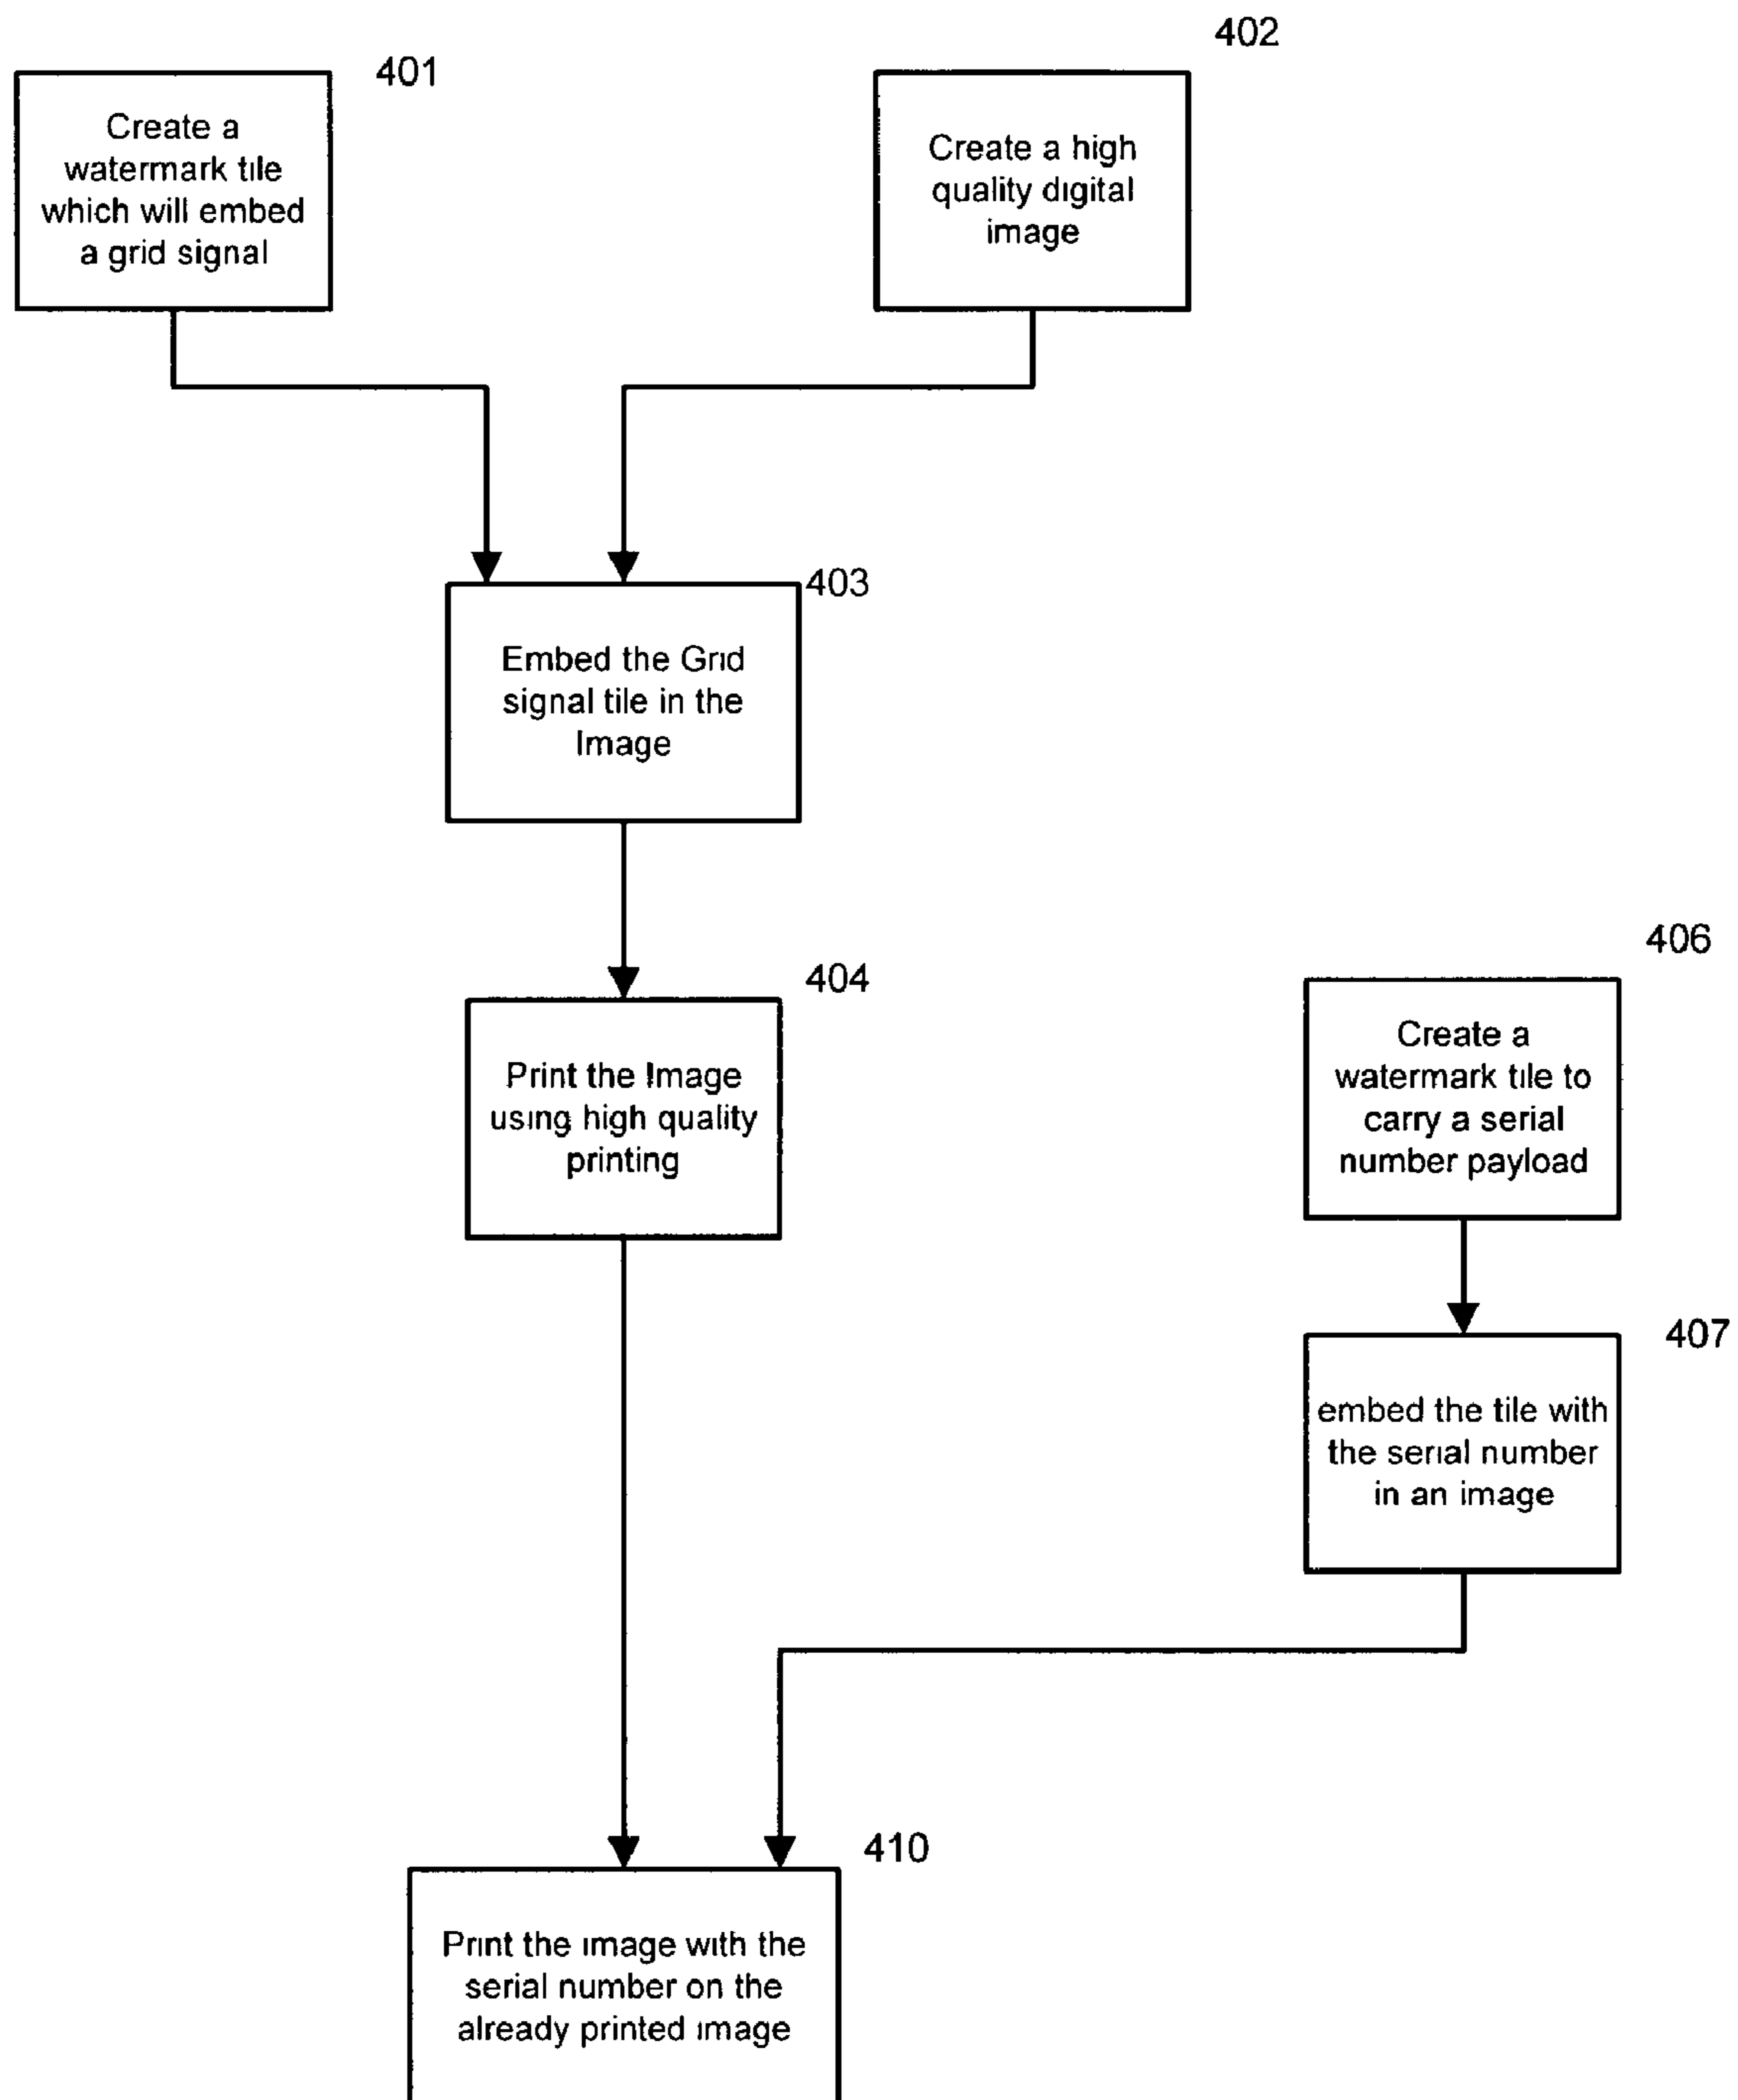 402
401
Create a
watermark tile
which will embed
a grid signal
Create a high
quality digital
image
403
Embed the Grid
signal tile in the
Image
404
Print the Image
using high quality
printing
406
Create a
watermark tile to
carry a serial
number payload
407
embed the tile with
the serial number
in an image
410
Print the image with the
serial number on the
already printed image